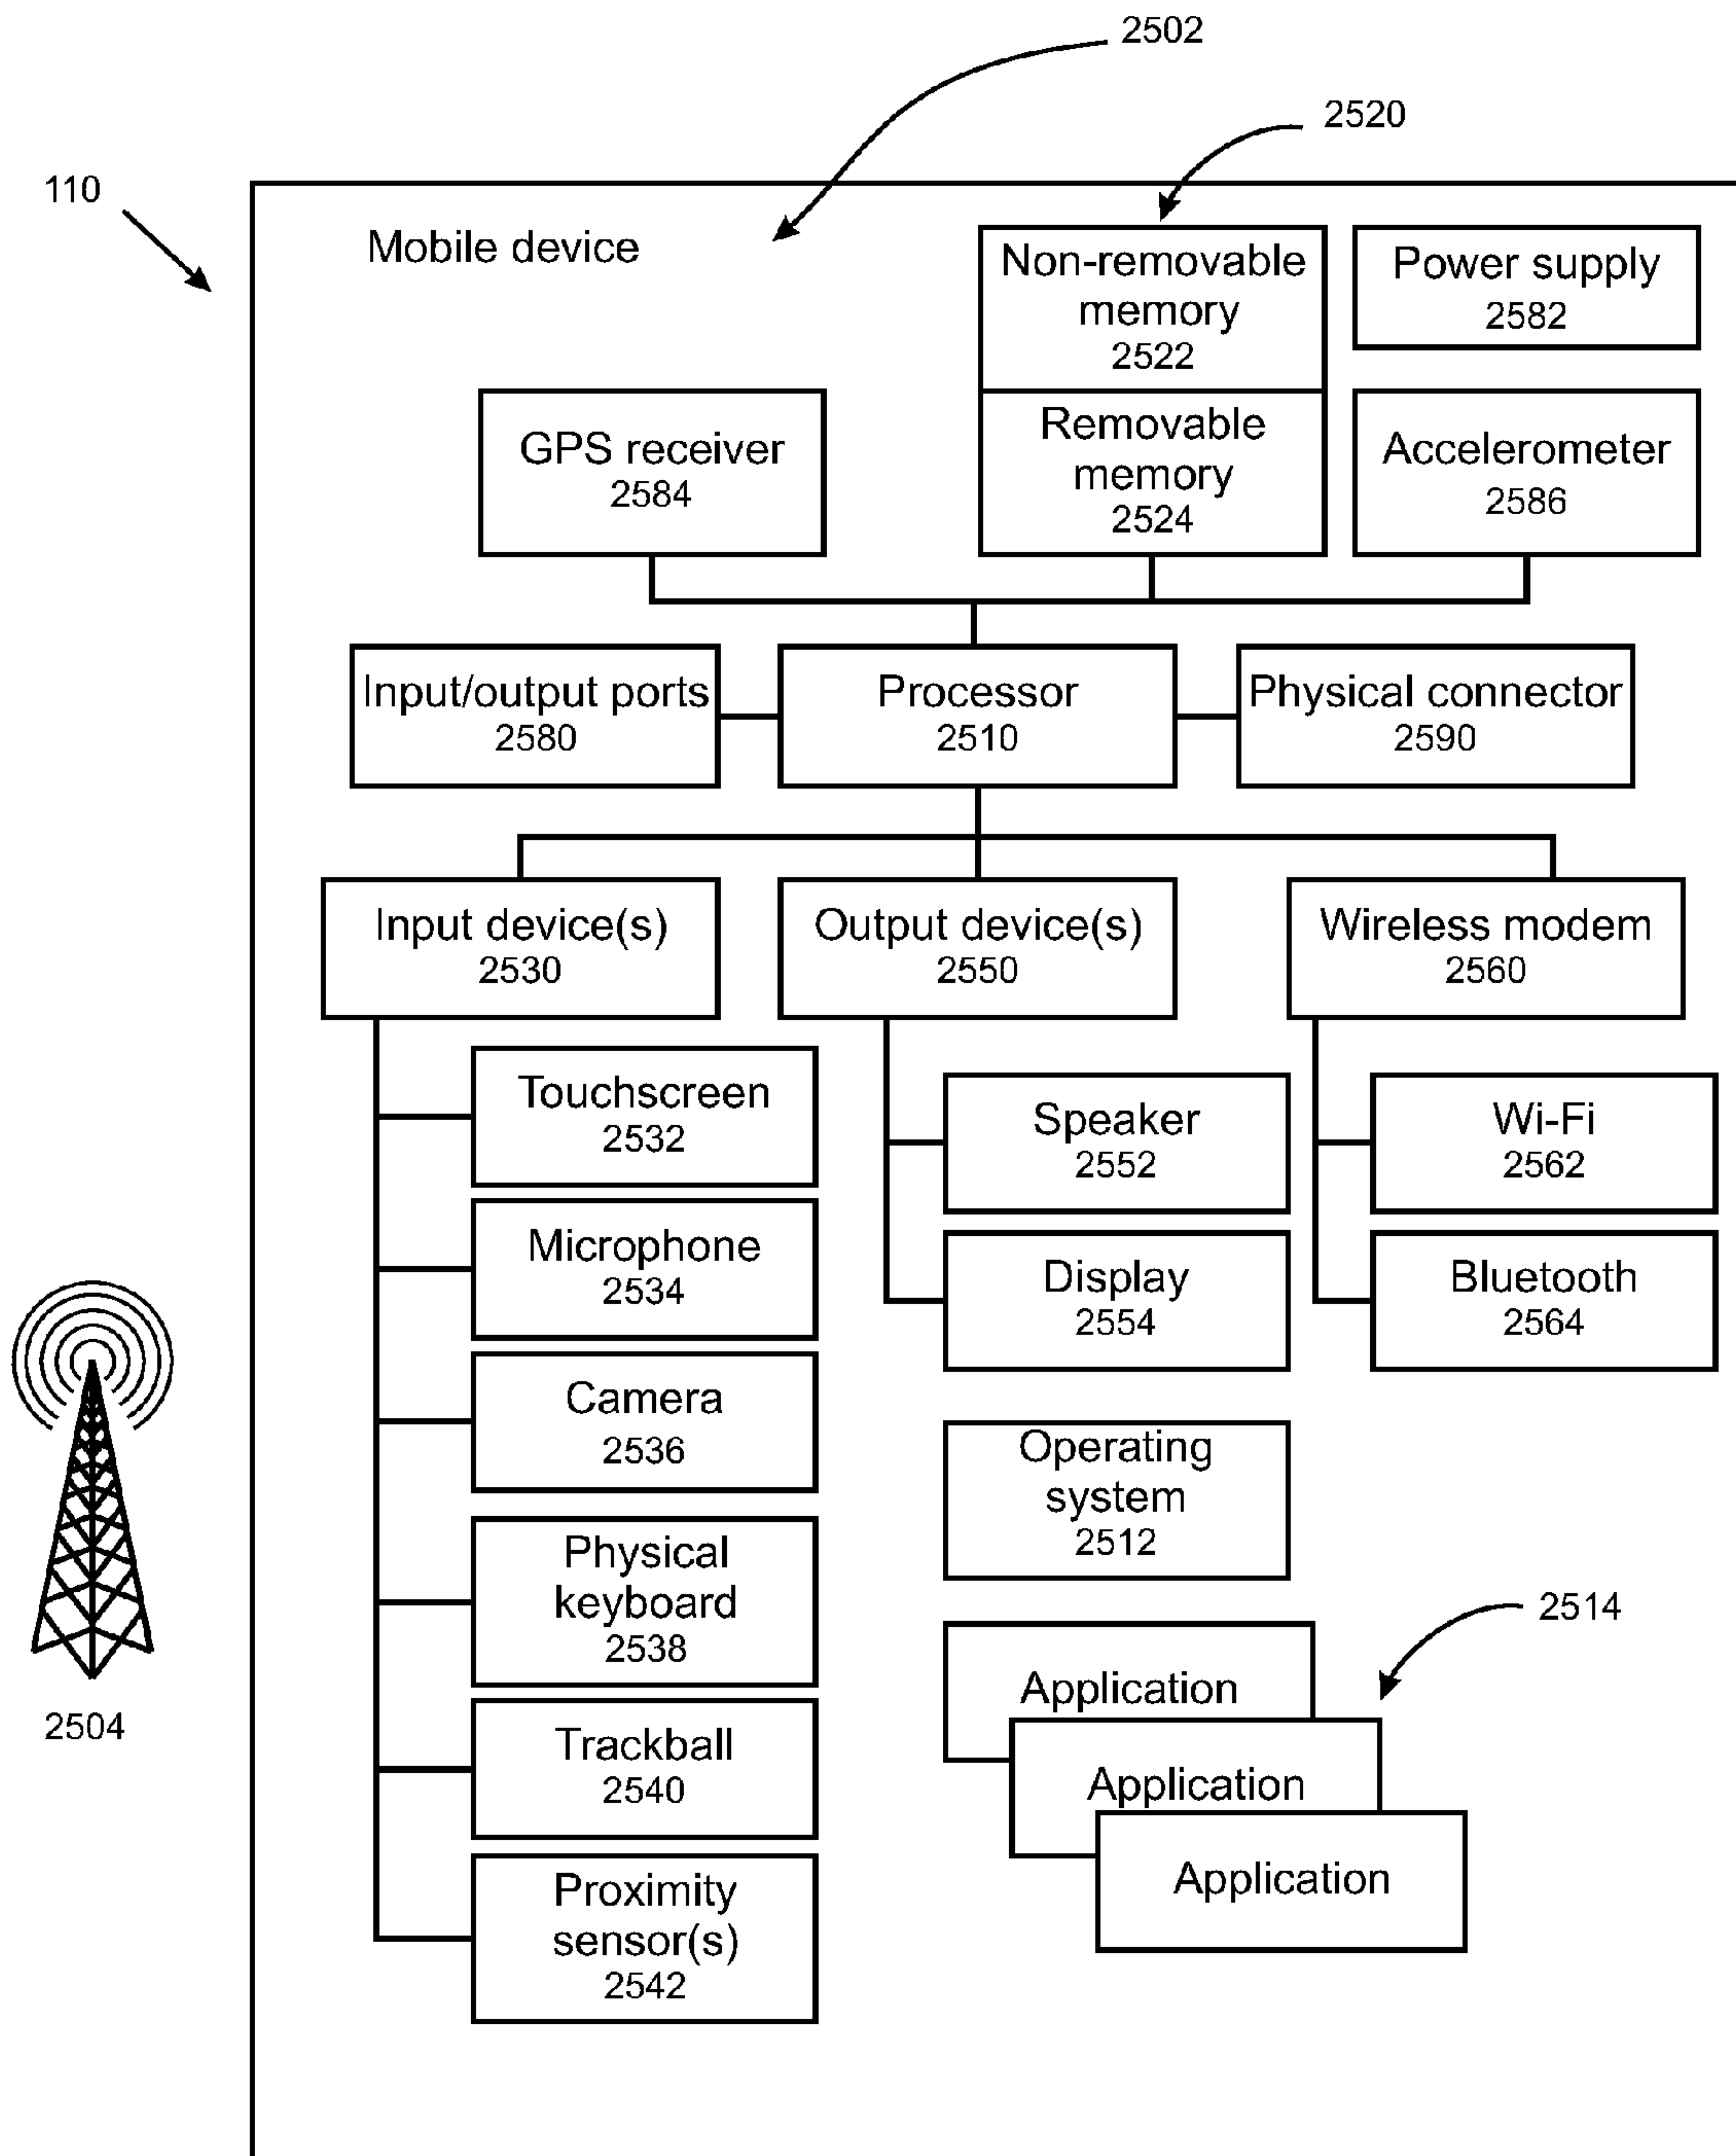 2502
2520
110
Mobile device
Non-removable
memory
2522
Power supply
2582
GPS receiver
2584
Removable
memory
2524
Accelerometer
2586
Input/output ports
2580
Processor
2510
Physical connector
2590
Input device(s)
2530
Output device(s)
2550
Wireless modem
2560
Touchscreen
2532
Speaker
2552
Wi-Fi
2562
Microphone
2534
Display
2554
Bluetooth
2564
Camera
2536
Operating
system
2512
Physical
keyboard
2538
2514
Application
2504
Trackball
2540
Application
Application
Proximity
sensor(s)
2542